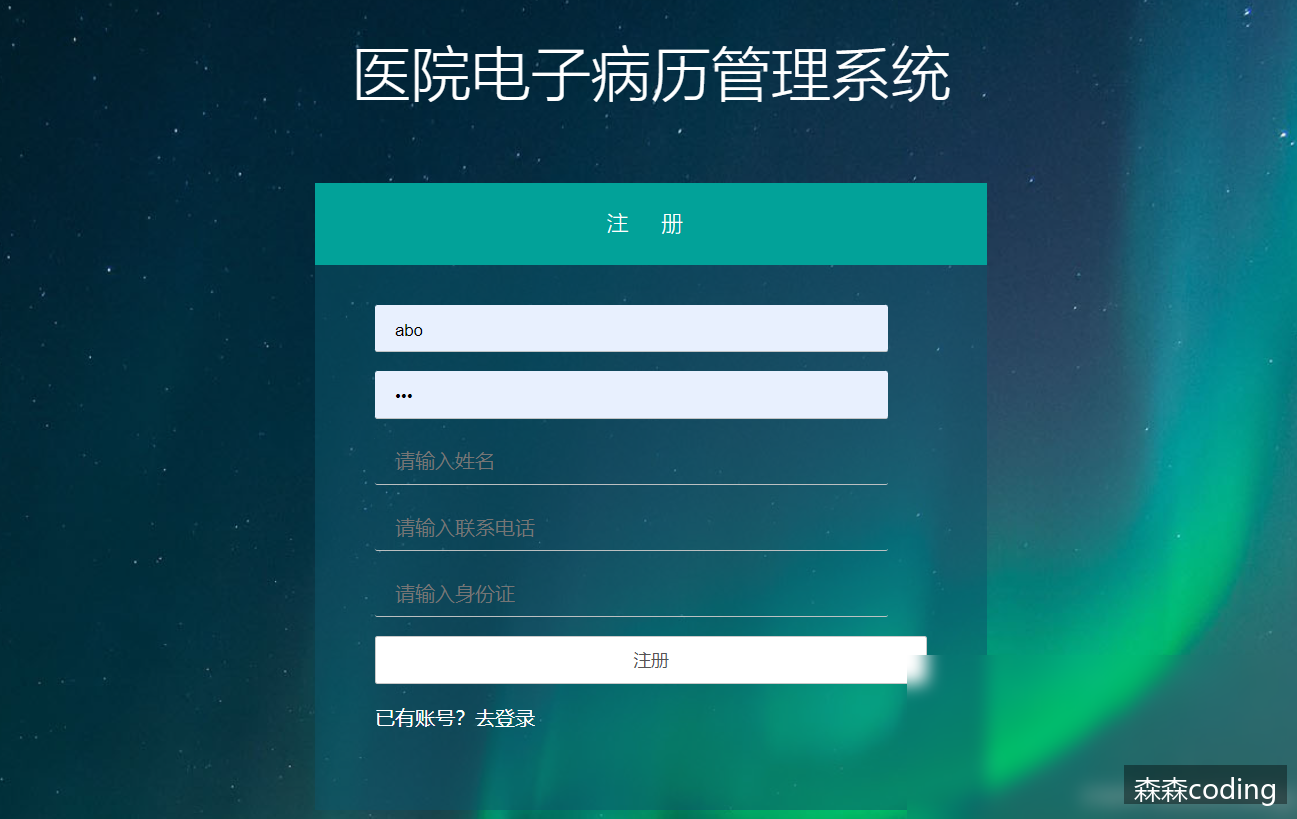 医院电子病历管理系统
注 册
abo
•••
请输入姓名
请输入联系电话
请输入身份证
注册
已有账号？去登录
森森coding